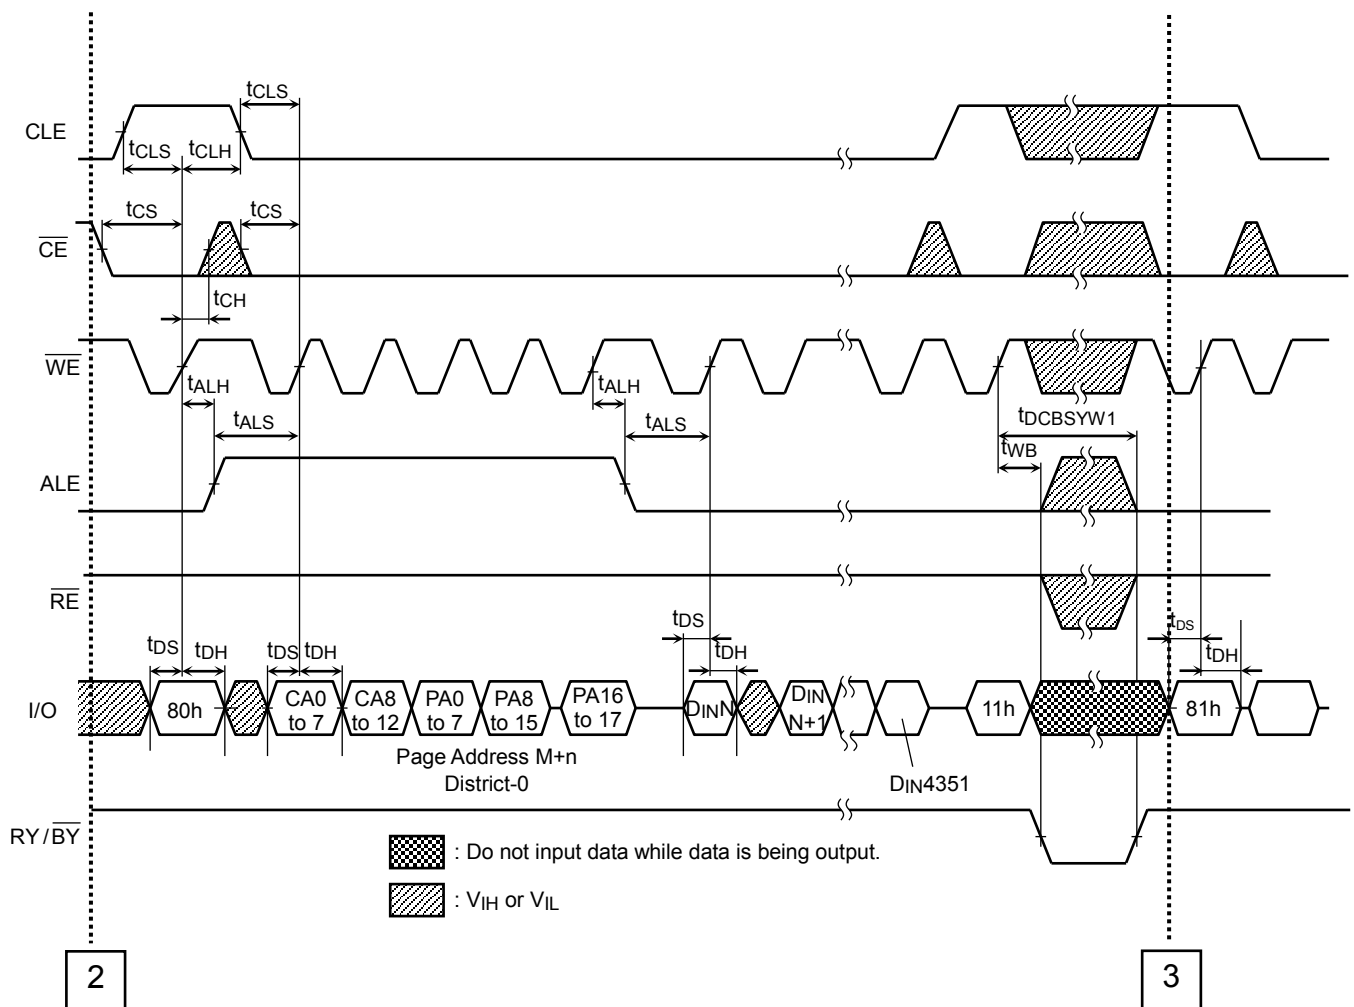 tCLS
CLE
tCLS
tCLH
tCS
tCS
CE
tCH
WE
tALH
tALH
tALS
tALS
tDCBSYW1
tWB
ALE
RE
tDS
tDH
tDS
tDH
tDS
tDH
tDS
tDH
I/O
80h
CA0
to 7
CA8
to 12
PA0
to 7
PA8
to 15
PA16
to 17
DINN
DIN
N+1
11h
81h
Page Address M+n
District-0
DIN4351
RY/BY
: Do not input data while data is being output.
: VIH or VIL
2
3